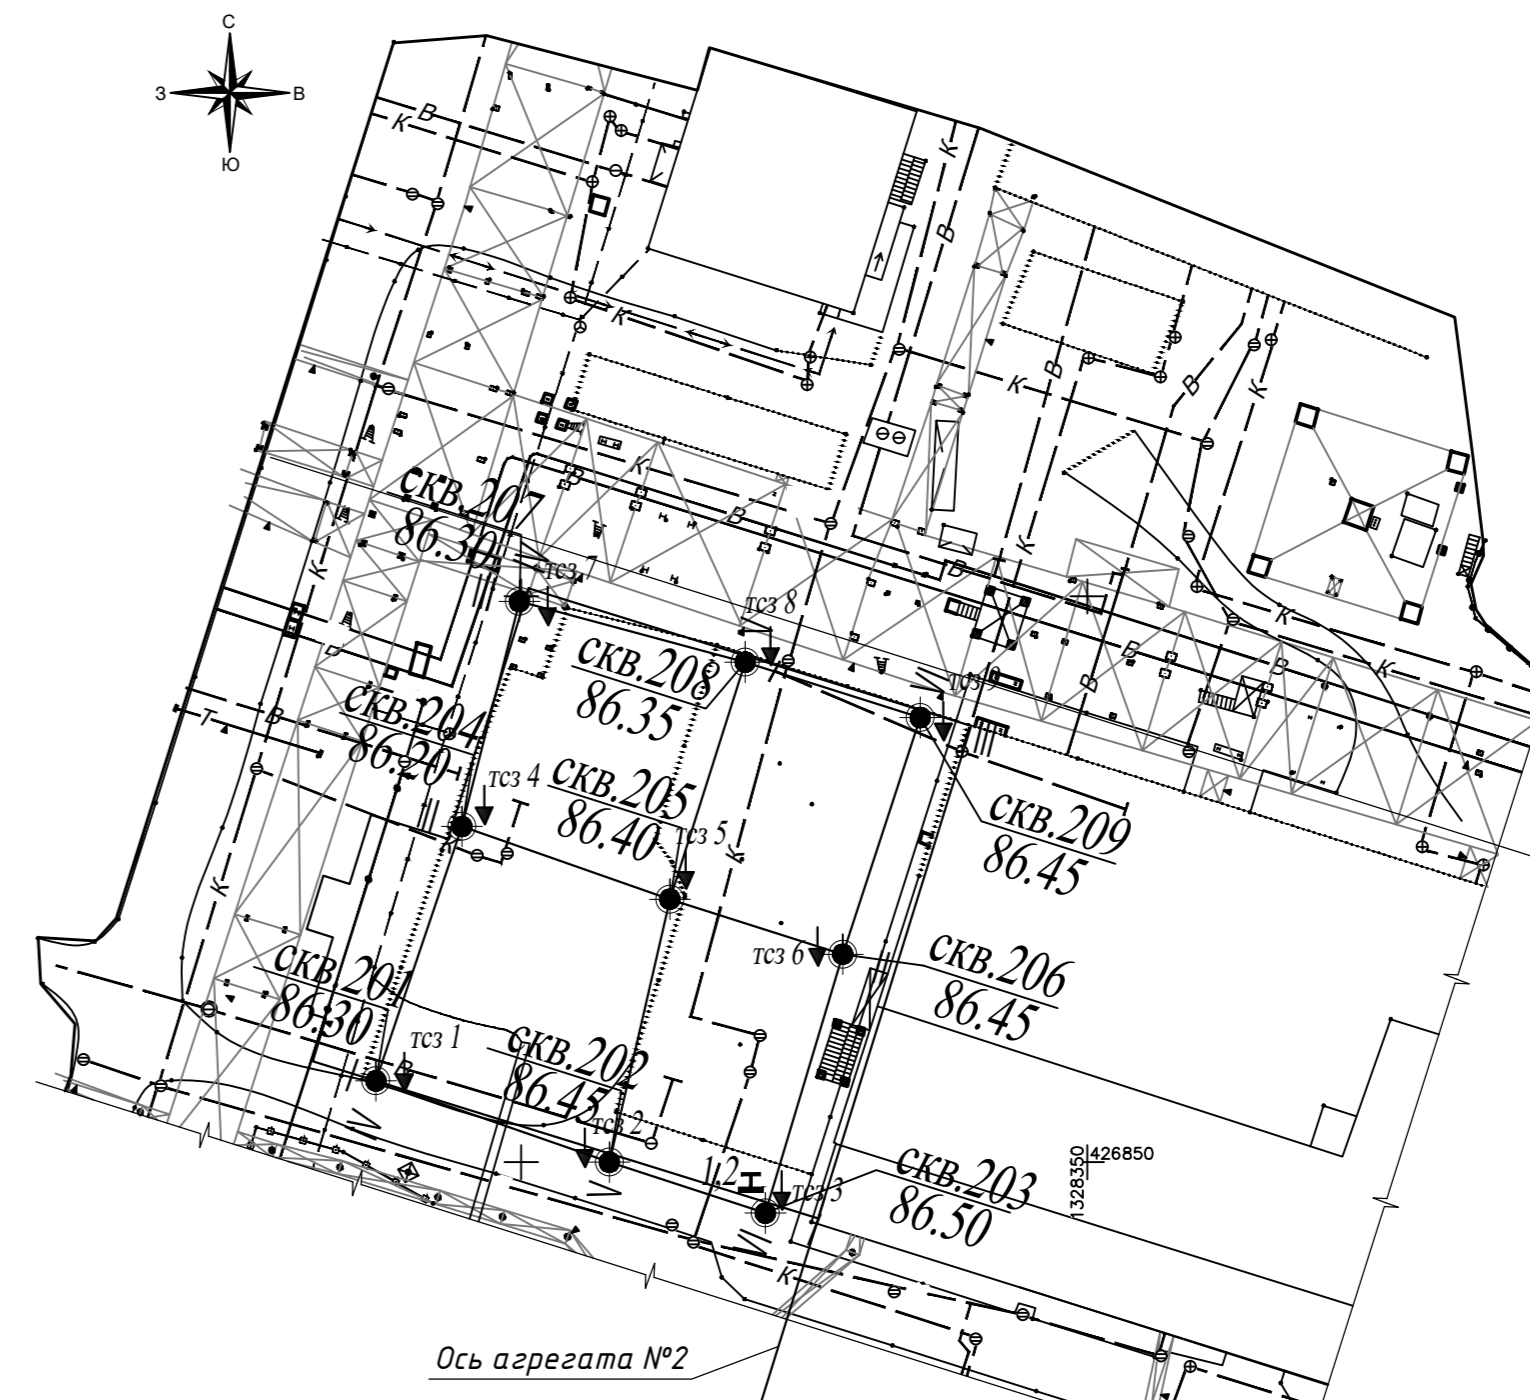 С
З
В
Ю
В
К
К
В
К
В
К
В
К
К
В
В
К
К
В
скв.207
86.30
тсз 7
К
тсз 8
В
К
скв.208
86.35
тсз 9
В
В
К
В
скв.204
86.20
Т
В
тсз 4
скв.205
86.40
тсз 5
К
скв.209
86.45
К
скв.201
86.30
тсз 6
скв.206
86.45
тсз 1
В
скв.202
86.45
тсз 2
1,2
Н
тсз 3
скв.203
86.50
1328350
426850
К
Ось агрегата №2